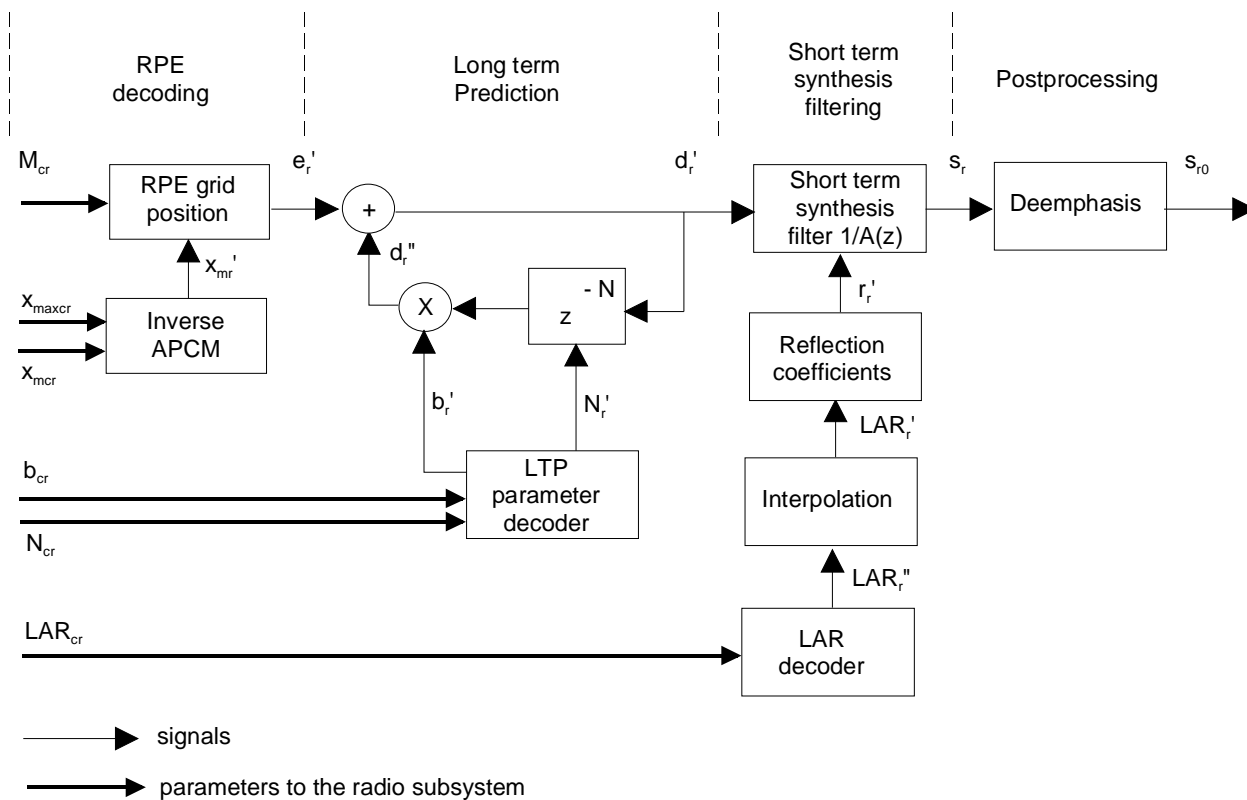 RPE
decoding
Long term
Prediction
Short term
synthesis
filtering
Postprocessing
M_cr
RPE grid
position
e_r'
+
d_r'
Short term
synthesis
filter 1/A(z)
s_r
Deemphasis
s_r0
x_mr'
d_r''
x_maxcr
x_mcr
Inverse
APCM
X
z^-N
r_r'
Reflection
coefficients
b_r'
N_r'
LAR_r'
b_cr
N_cr
LTP
parameter
decoder
Interpolation
LAR_r''
LAR_cr
LAR
decoder
signals
parameters to the radio subsystem